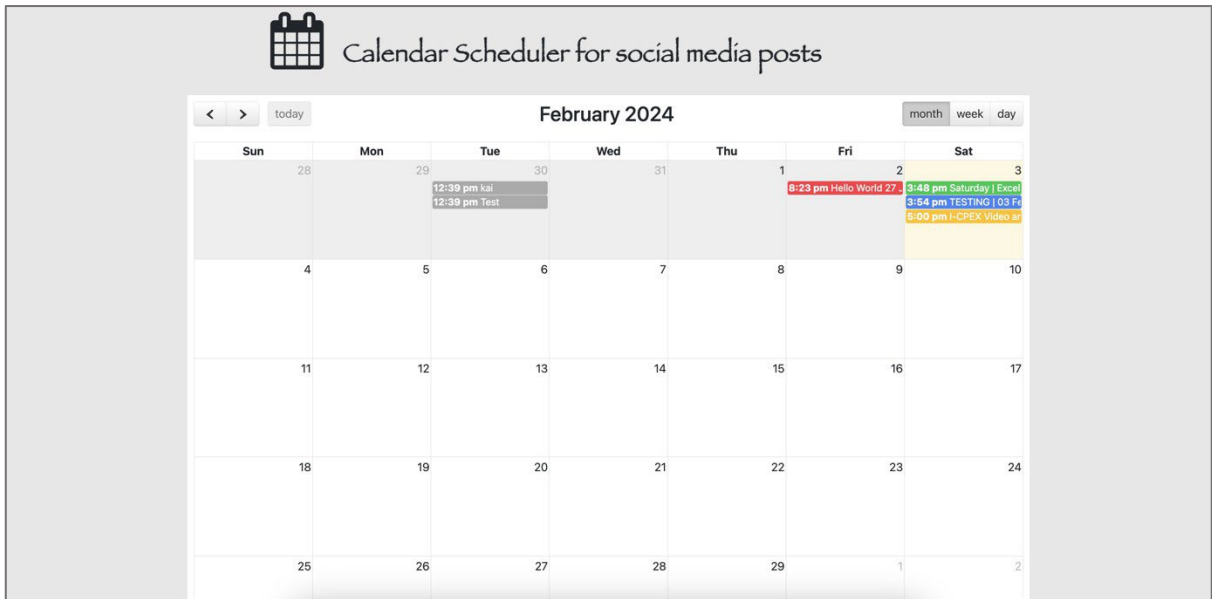 Calendar Scheduler for social media posts
today
February 2024
month week day
Sun Mon Tue Wed Thu Fri Sat
28 29 30 31 1 2 3
12:39 pm kai
12:39 pm Test
8:23 pm Hello World 27
3:48 pm Saturday | Excel
3:54 pm TESTING | 03 Fe
5:00 pm I-CPEX Video an
4 5 6 7 8 9 10
11 12 13 14 15 16 17
18 19 20 21 22 23 24
25 26 27 28 29 1 2